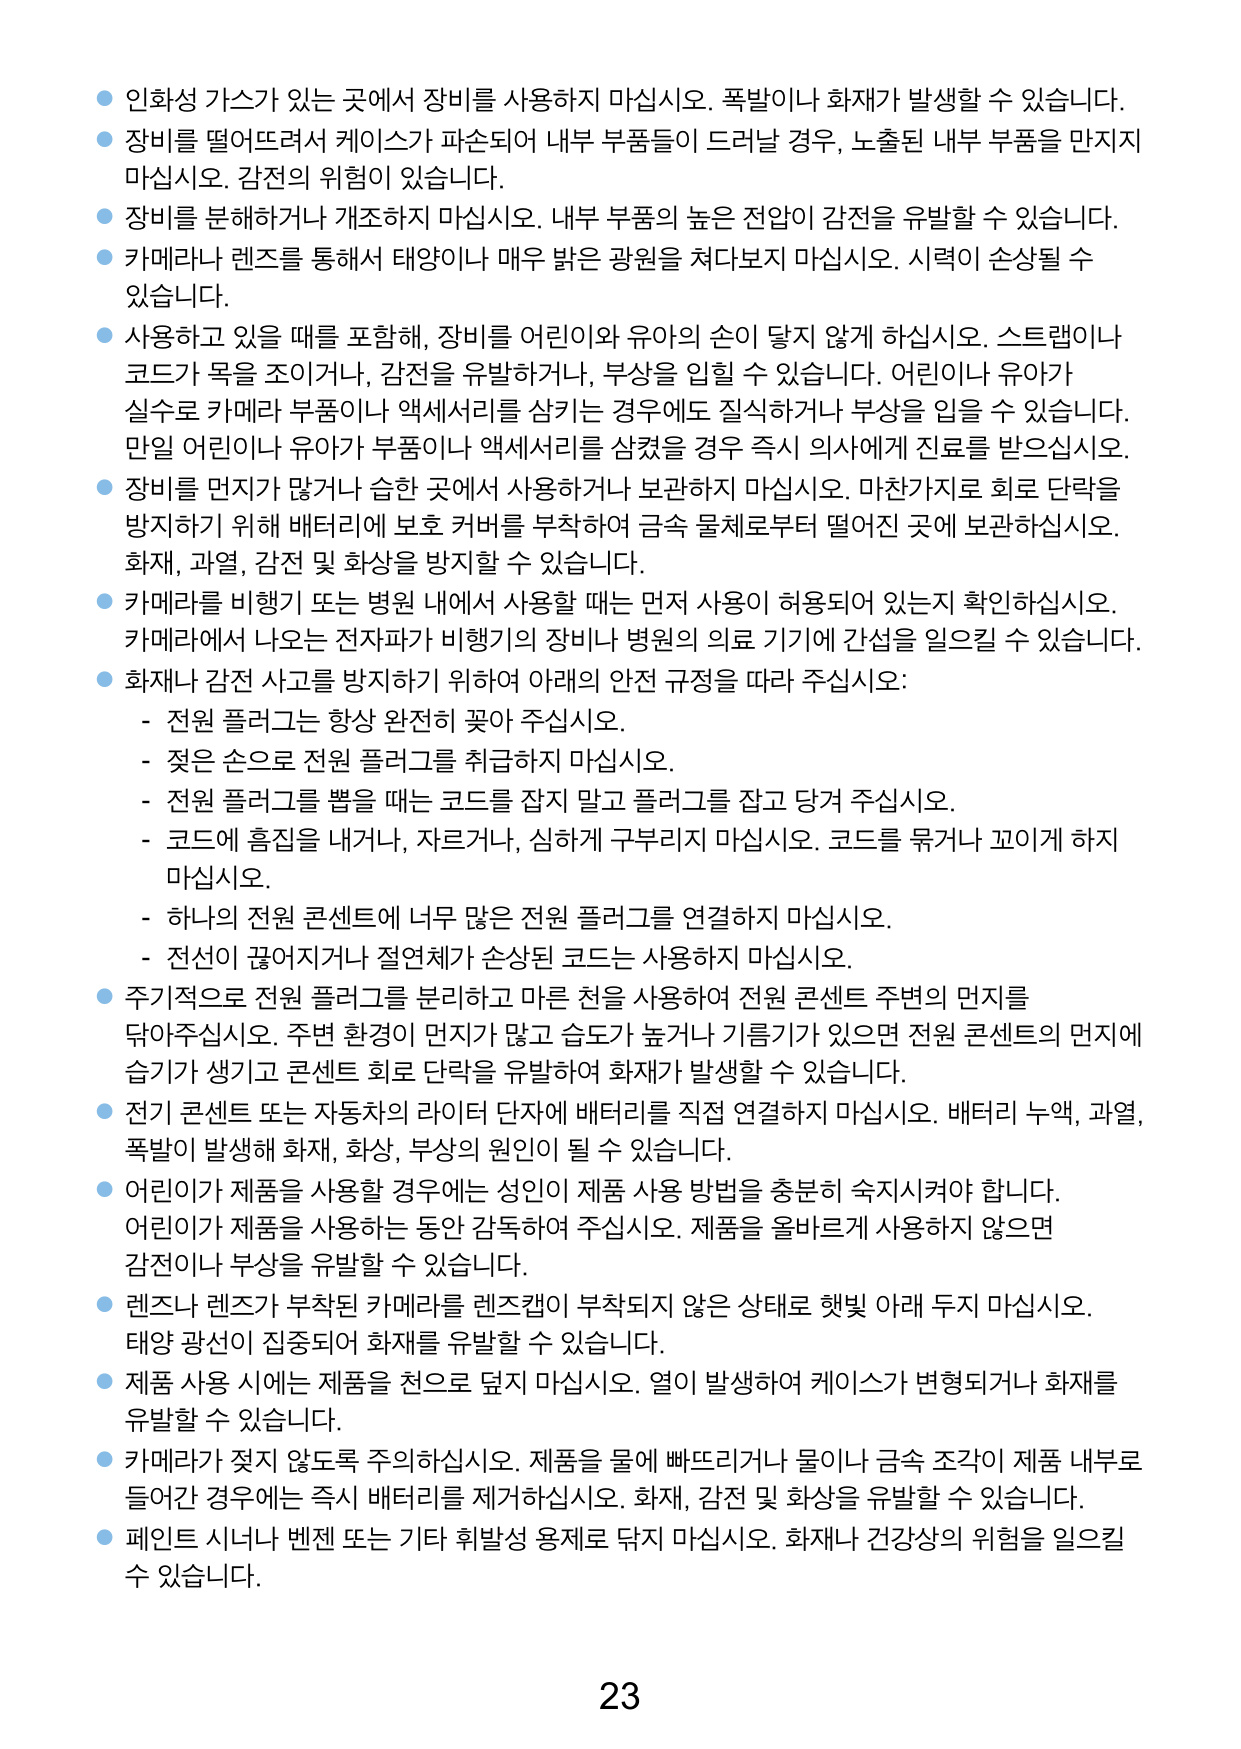 ● 인화성 가스가 있는 곳에서 장비를 사용하지 마십시오. 폭발이나 화재가 발생할 수 있습니다.
● 장비를 떨어뜨려서 케이스가 파손되어 내부 부품들이 드러날 경우, 노출된 내부 부품을 만지지
마십시오. 감전의 위험이 있습니다.
● 장비를 분해하거나 개조하지 마십시오. 내부 부품의 높은 전압이 감전을 유발할 수 있습니다.
● 카메라나 렌즈를 통해서 태양이나 매우 밝은 광원을 쳐다보지 마십시오. 시력이 손상될 수
있습니다.
● 사용하고 있을 때를 포함해, 장비를 어린이와 유아의 손이 닿지 않게 하십시오. 스트랩이나
코드가 목을 조이거나, 감전을 유발하거나, 부상을 입힐 수 있습니다. 어린이나 유아가
실수로 카메라 부품이나 액세서리를 삼키는 경우에도 질식하거나 부상을 입을 수 있습니다.
만일 어린이나 유아가 부품이나 액세서리를 삼켰을 경우 즉시 의사에게 진료를 받으십시오.
● 장비를 먼지가 많거나 습한 곳에서 사용하거나 보관하지 마십시오. 마찬가지로 회로 단락을
방지하기 위해 배터리에 보호 커버를 부착하여 금속 물체로부터 떨어진 곳에 보관하십시오.
화재, 과열, 감전 및 화상을 방지할 수 있습니다.
● 카메라를 비행기 또는 병원 내에서 사용할 때는 먼저 사용이 허용되어 있는지 확인하십시오.
카메라에서 나오는 전자파가 비행기의 장비나 병원의 의료 기기에 간섭을 일으킬 수 있습니다.
● 화재나 감전 사고를 방지하기 위하여 아래의 안전 규정을 따라 주십시오:
- 전원 플러그는 항상 완전히 꽂아 주십시오.
- 젖은 손으로 전원 플러그를 취급하지 마십시오.
- 전원 플러그를 뽑을 때는 코드를 잡지 말고 플러그를 잡고 당겨 주십시오.
- 코드에 흠집을 내거나, 자르거나, 심하게 구부리지 마십시오. 코드를 묶거나 꼬이게 하지
마십시오.
- 하나의 전원 콘센트에 너무 많은 전원 플러그를 연결하지 마십시오.
- 전선이 끊어지거나 절연체가 손상된 코드는 사용하지 마십시오.
● 주기적으로 전원 플러그를 분리하고 마른 천을 사용하여 전원 콘센트 주변의 먼지를
닦아주십시오. 주변 환경이 먼지가 많고 습도가 높거나 기름기가 있으면 전원 콘센트의 먼지에
습기가 생기고 콘센트 회로 단락을 유발하여 화재가 발생할 수 있습니다.
● 전기 콘센트 또는 자동차의 라이터 단자에 배터리를 직접 연결하지 마십시오. 배터리 누액, 과열,
폭발이 발생해 화재, 화상, 부상의 원인이 될 수 있습니다.
● 어린이가 제품을 사용할 경우에는 성인이 제품 사용 방법을 충분히 숙지시켜야 합니다.
어린이가 제품을 사용하는 동안 감독하여 주십시오. 제품을 올바르게 사용하지 않으면
감전이나 부상을 유발할 수 있습니다.
● 렌즈나 렌즈가 부착된 카메라를 렌즈캡이 부착되지 않은 상태로 햇빛 아래 두지 마십시오.
태양 광선이 집중되어 화재를 유발할 수 있습니다.
● 제품 사용 시에는 제품을 천으로 덮지 마십시오. 열이 발생하여 케이스가 변형되거나 화재를
유발할 수 있습니다.
● 카메라가 젖지 않도록 주의하십시오. 제품을 물에 빠뜨리거나 물이나 금속 조각이 제품 내부로
들어간 경우에는 즉시 배터리를 제거하십시오. 화재, 감전 및 화상을 유발할 수 있습니다.
● 페인트 시너나 벤젠 또는 기타 휘발성 용제로 닦지 마십시오. 화재나 건강상의 위험을 일으킬
수 있습니다.
23